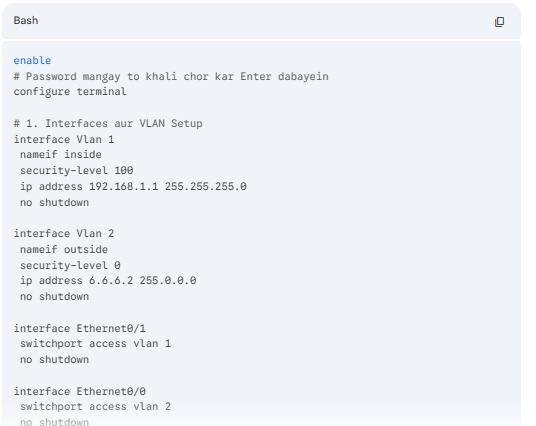 Bash
enable
# Password mangay to khali chor kar Enter dabayein
configure terminal
# 1. Interfaces aur VLAN Setup
interface Vlan 1
nameif inside
security-level 100
ip address 192.168.1.1 255.255.255.0
no shutdown
interface Vlan 2
nameif outside
security-level 0
ip address 6.6.6.2 255.0.0.0
no shutdown
interface Ethernet0/1
switchport access vlan 1
no shutdown
interface Ethernet0/0
switchport access vlan 2
no shutdown